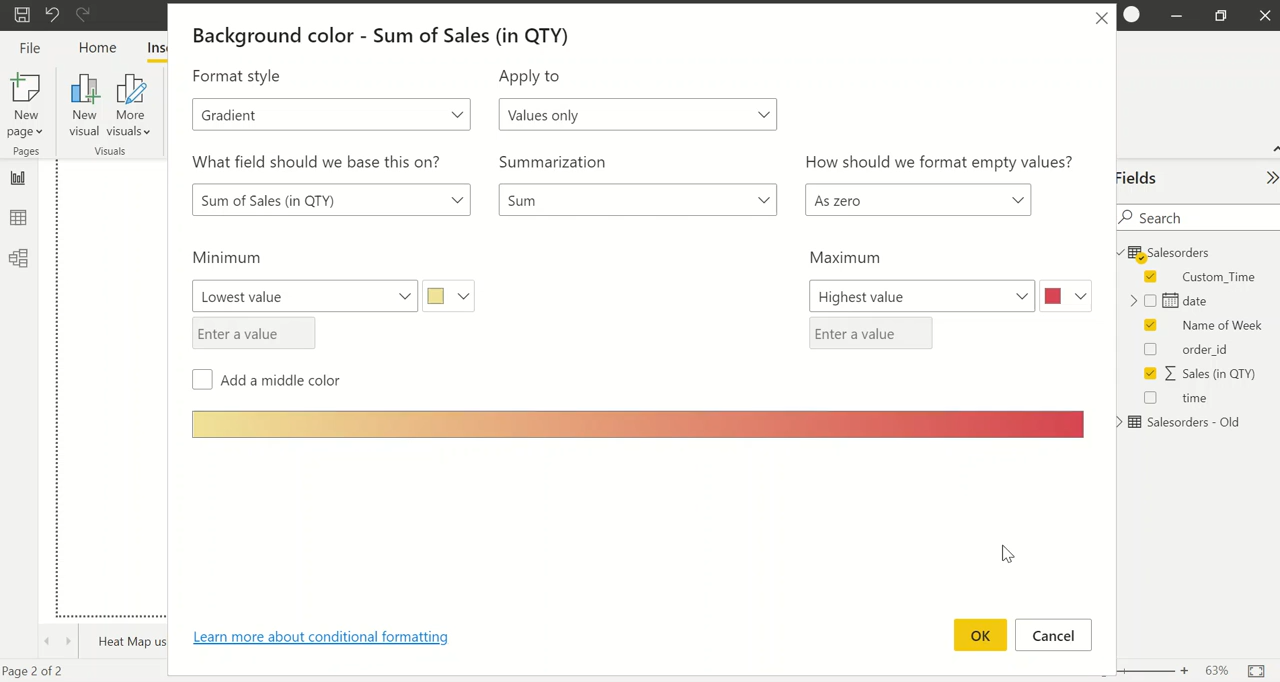 Background color - Sum of Sales (in QTY)
File
Home
Ins
New
page
Pages
New
visual
More
visuals
Visuals
Format style
Apply to
Gradient
Values only
What field should we base this on?
Summarization
How should we format empty values?
Sum of Sales (in QTY)
Sum
As zero
Minimum
Maximum
Lowest value
Highest value
Enter a value
Enter a value
Add a middle color
Learn more about conditional formatting
OK
Cancel
Fields
Search
Salesorders
Custom_Time
date
Name of Week
order_id
Sales (in QTY)
time
Salesorders - Old
Heat Map us
Page 2 of 2
63%